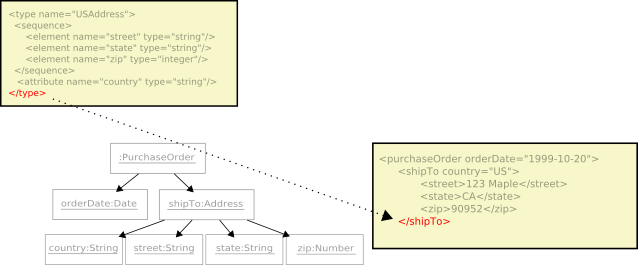 <type name="USAddress">
<sequence>
<element name="street" type="string"/>
<element name="state" type="string"/>
<element name="zip" type="integer"/>
</sequence>
<attribute name="country" type="string"/>
</type>
:PurchaseOrder
orderDate:Date
shipTo:Address
country:String
street:String
state:String
zip:Number
<purchaseOrder orderDate="1999-10-20">
<shipTo country="US">
<street>123 Maple</street>
<state>CA</state>
<zip>90952</zip>
</shipTo>